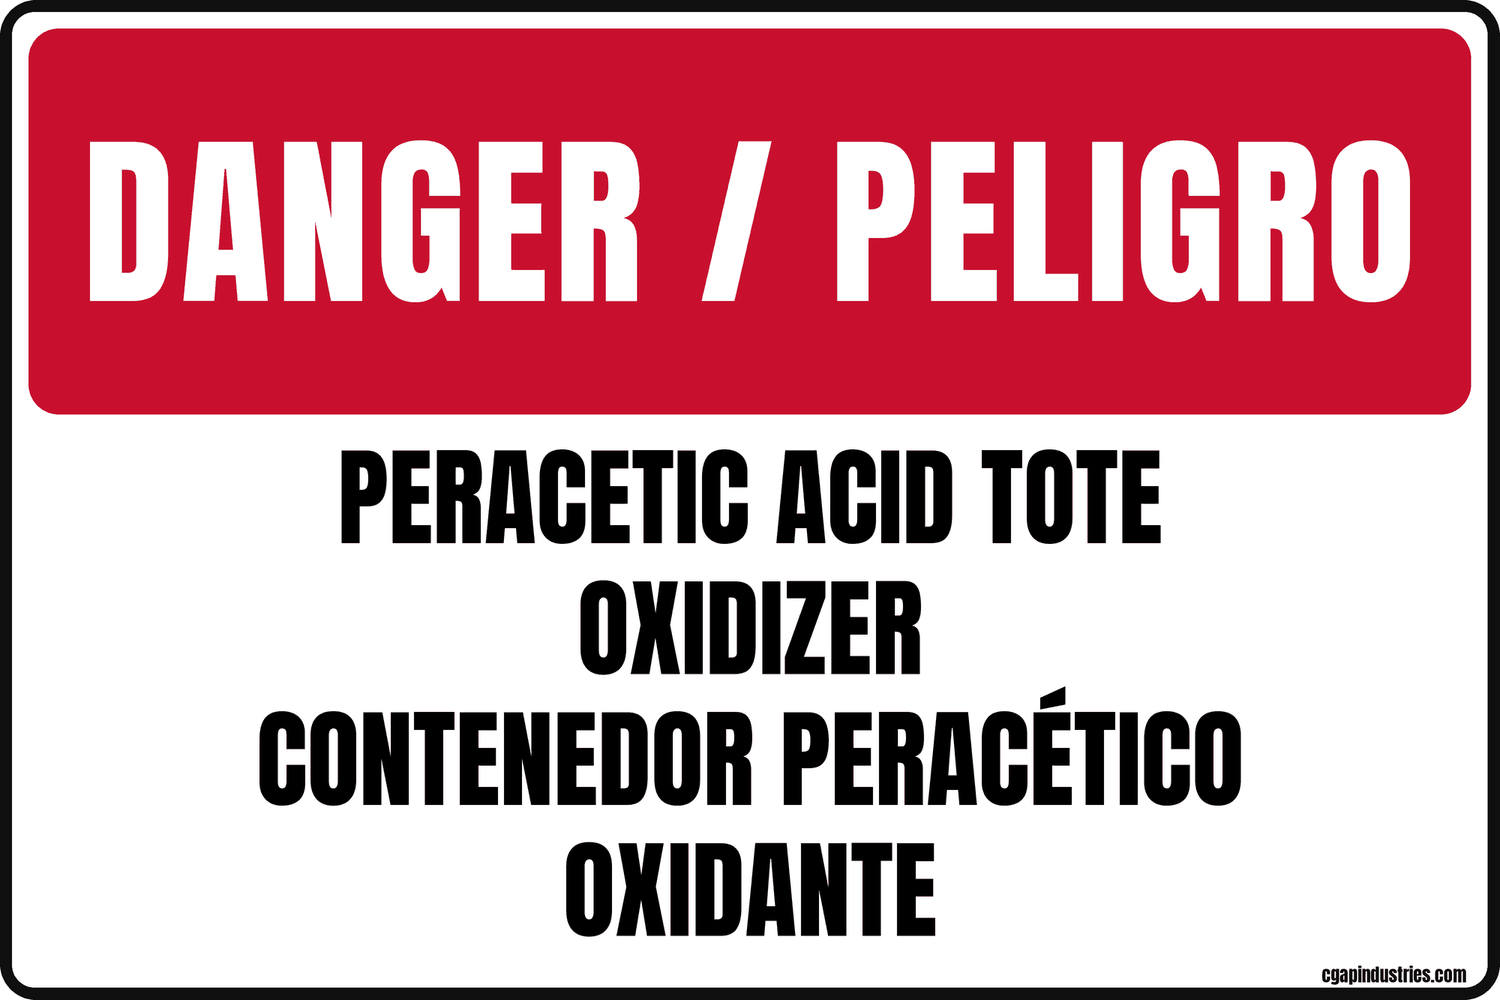 DANGER / PELIGRO
PERACETIC ACID TOTE
OXIDIZER
CONTENEDOR PERACÉTICO
OXIDANTE
cgapindustries.com